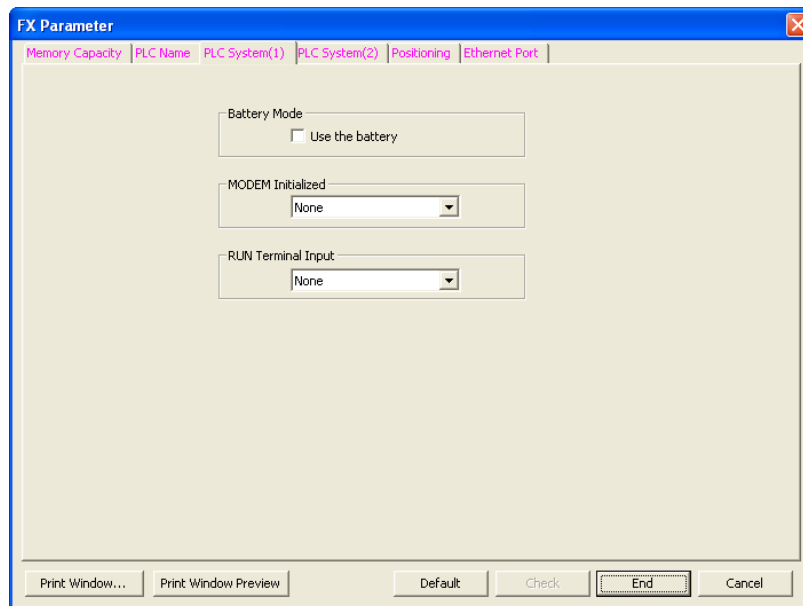 FX Parameter
Memory Capacity PLC Name PLC System(1) PLC System(2) Positioning Ethernet Port
Battery Mode
Use the battery
MODEM Initialized
None
RUN Terminal Input
None
Print Window... Print Window Preview Default Check End Cancel